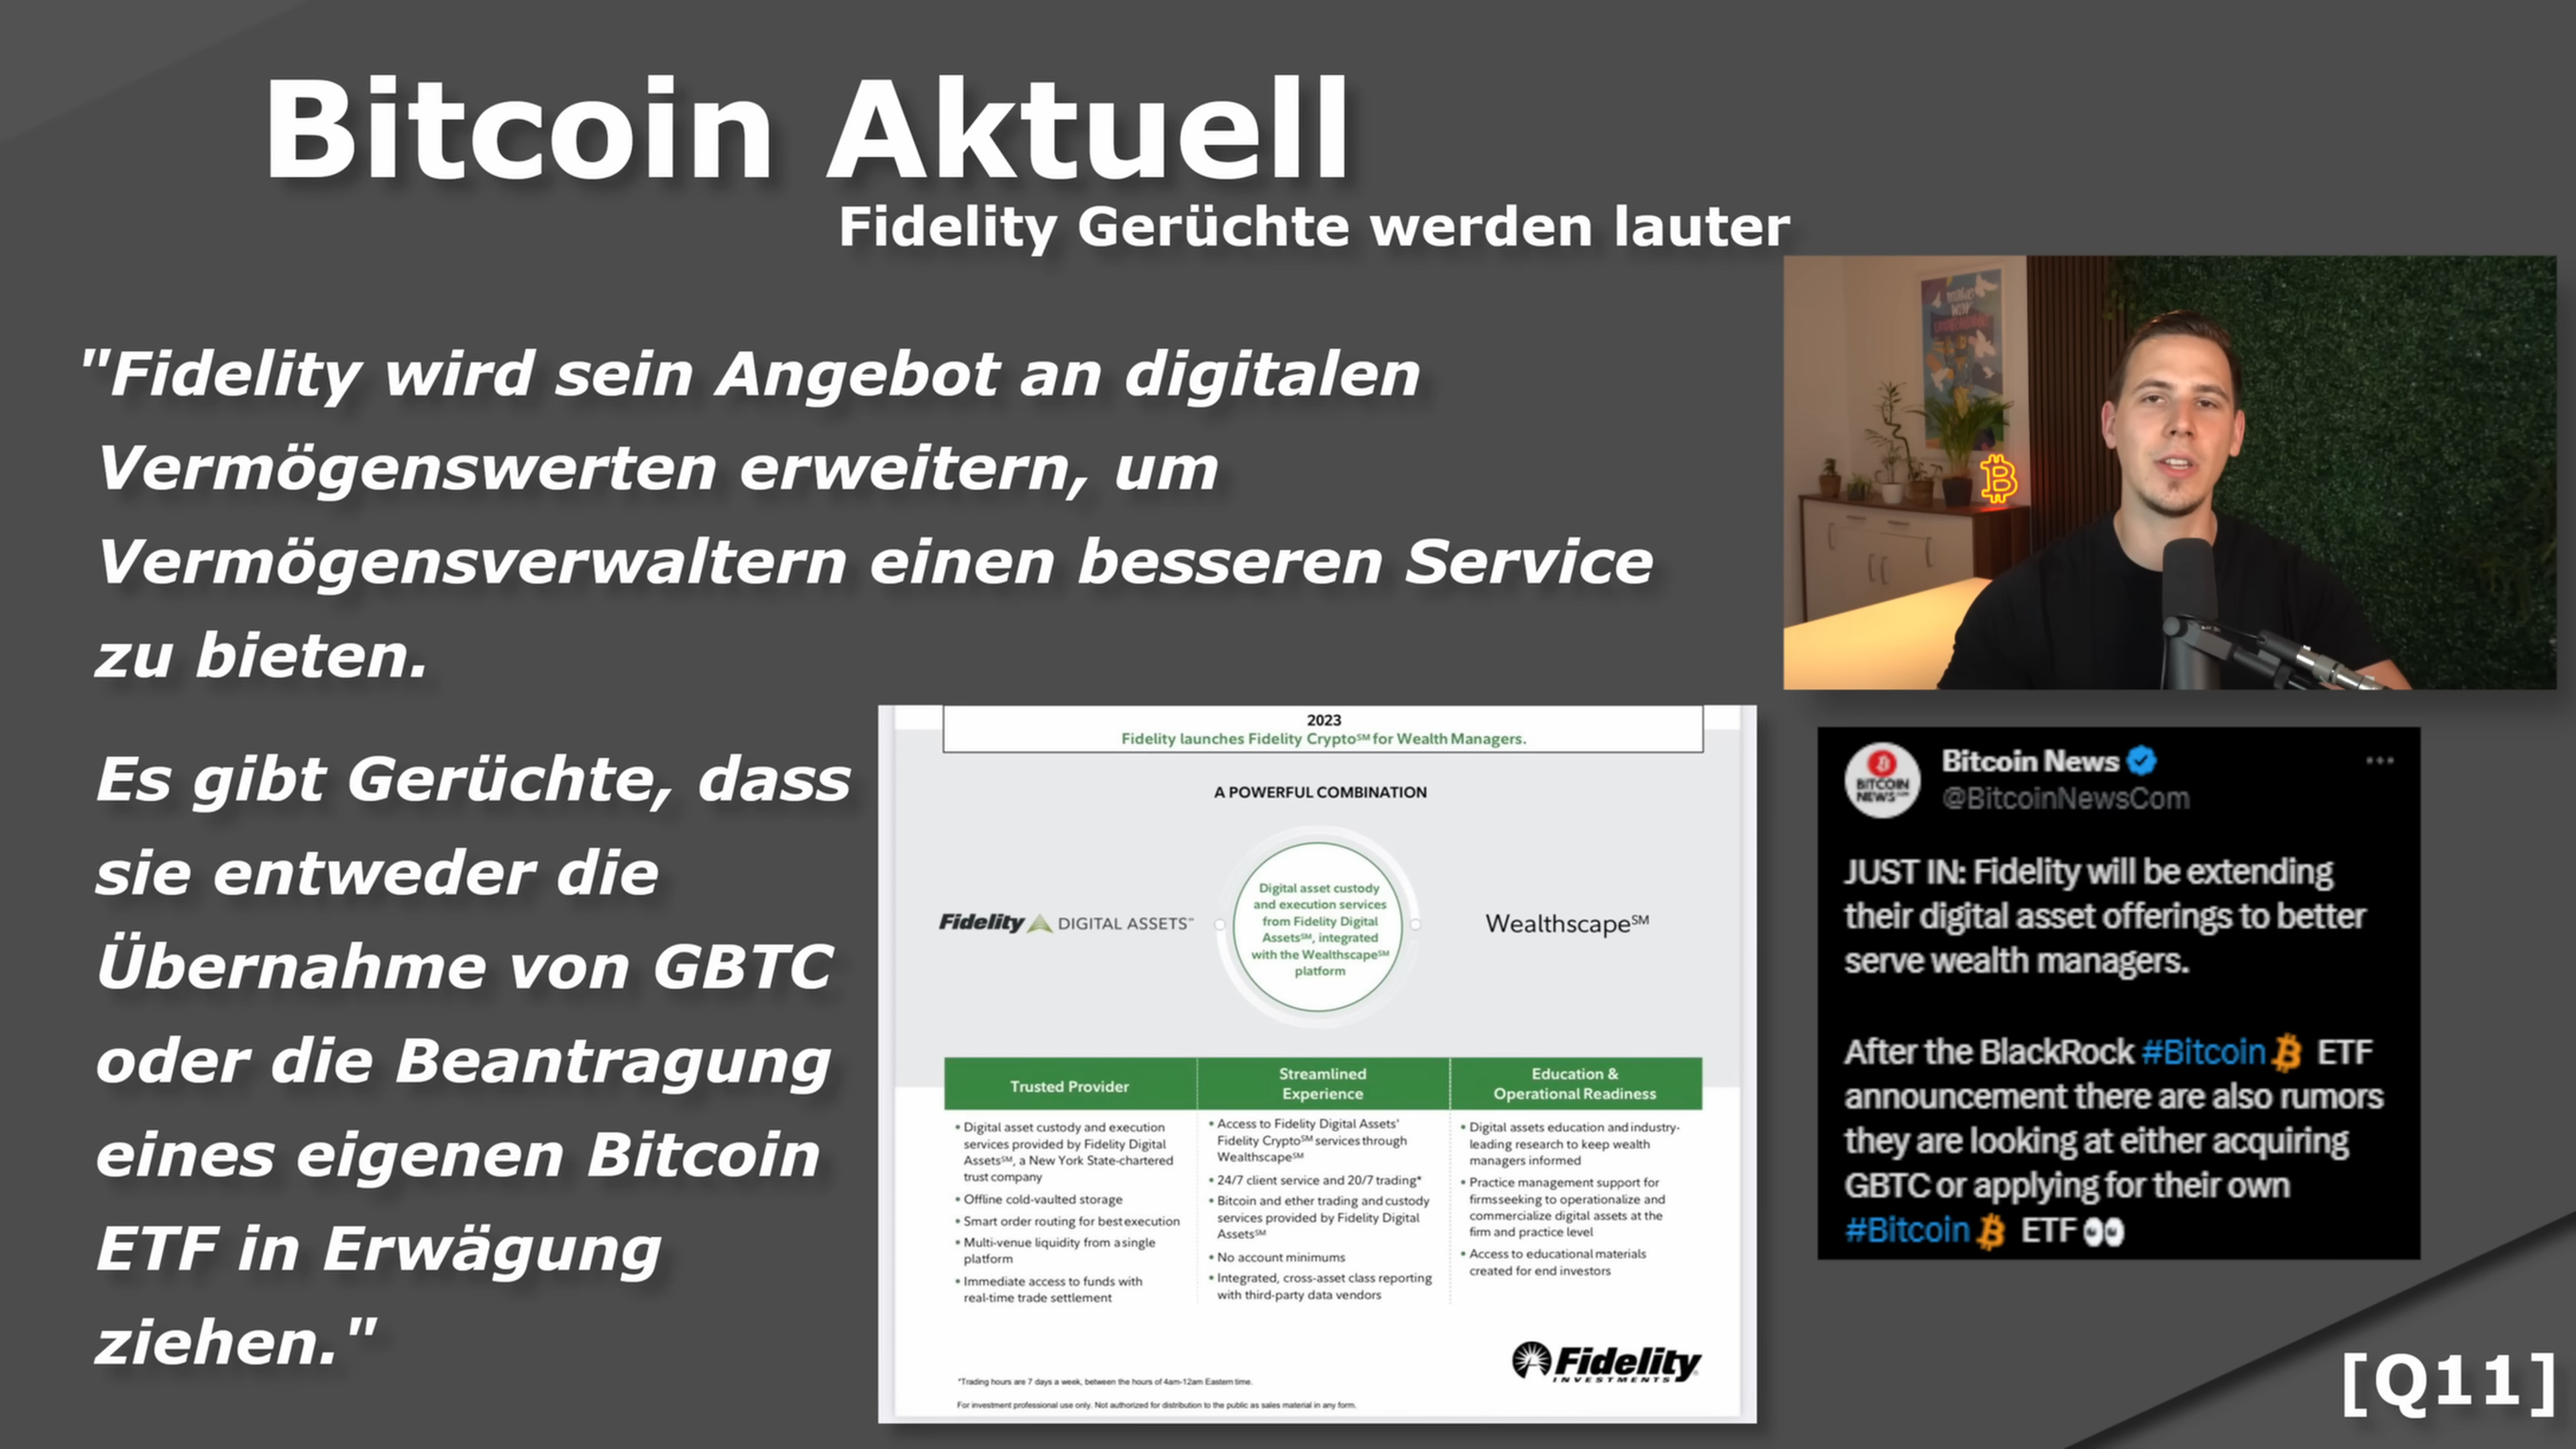 Bitcoin Aktuell
Fidelity Gerüchte werden lauter
"Fidelity wird sein Angebot an digitalen
Vermögenswerten erweitern, um
Vermögensverwaltern einen besseren Service
zu bieten.
Es gibt Gerüchte, dass
sie entweder die
Übernahme von GBTC
oder die Beantragung
eines eigenen Bitcoin
ETF in Erwägung
ziehen."
2023
Fidelity launches Fidelity Crypto℠ for Wealth Managers.
A POWERFUL COMBINATION
Fidelity DIGITAL ASSETS℠
Digital asset custody
and execution services
from Fidelity Digital
Assets℠, integrated
with the Wealthscape℠
platform
Wealthscape℠
Trusted Provider
• Digital asset custody and execution
services provided by Fidelity Digital
Assets℠, a New York State-chartered
trust company
• Offline cold-vaulted storage
• Smart order routing for best execution
• Multi-venue liquidity from a single
platform
• Immediate access to funds with
real-time trade settlement
Streamlined
Experience
• Access to Fidelity Digital Assets'
Fidelity Crypto℠ services through
Wealthscape℠
• 24/7 client service and 20/7 trading*
• Bitcoin and ether trading and custody
services provided by Fidelity Digital
Assets℠
• No account minimums
• Integrated, cross-asset class reporting
with third-party data vendors
Education &
Operational Readiness
• Digital assets education and industry-
leading research to keep wealth
managers informed
• Practice management support for
firms seeking to operationalize and
commercialize digital assets at the
firm and practice level
• Access to educational materials
created for end investors
Fidelity
INVESTMENTS
*Trading hours are 7 days a week, between the hours of 4am-12am Eastern time.
For investment professional use only. Not authorized for distribution to the public as sales material in any form.
BITCOIN
NEWS
Bitcoin News
@BitcoinNewsCom
JUST IN: Fidelity will be extending
their digital asset offerings to better
serve wealth managers.
After the BlackRock #Bitcoin ETF
announcement there are also rumors
they are looking at either acquiring
GBTC or applying for their own
#Bitcoin ETF 👀
[Q11]